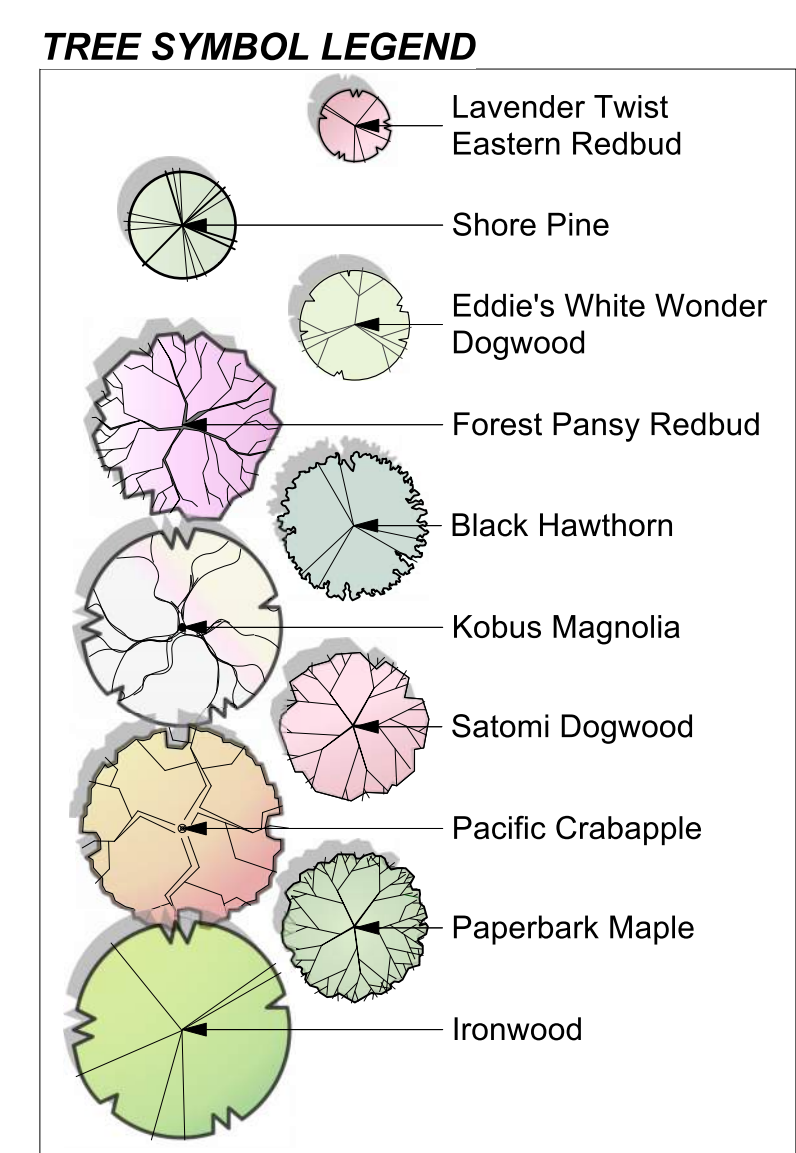 TREE SYMBOL LEGEND
Lavender Twist
Eastern Redbud
Shore Pine
Eddie's White Wonder
Dogwood
Forest Pansy Redbud
Black Hawthorn
Kobus Magnolia
Satomi Dogwood
Pacific Crabapple
Paperbark Maple
Ironwood